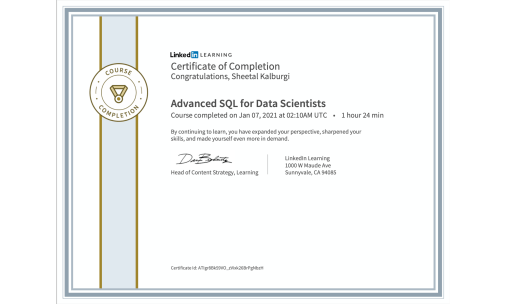 LinkedIn LEARNING
Certificate of Completion
Congratulations, Sheetal Kalburgi
COURSE
COMPLETION
Advanced SQL for Data Scientists
Course completed on Jan 07, 2021 at 02:10AM UTC • 1 hour 24 min
By continuing to learn, you have expanded your perspective, sharpened your
skills, and made yourself even more in demand.
Head of Content Strategy, Learning
LinkedIn Learning
1000 W Maude Ave
Sunnyvale, CA 94085
Certificate Id: